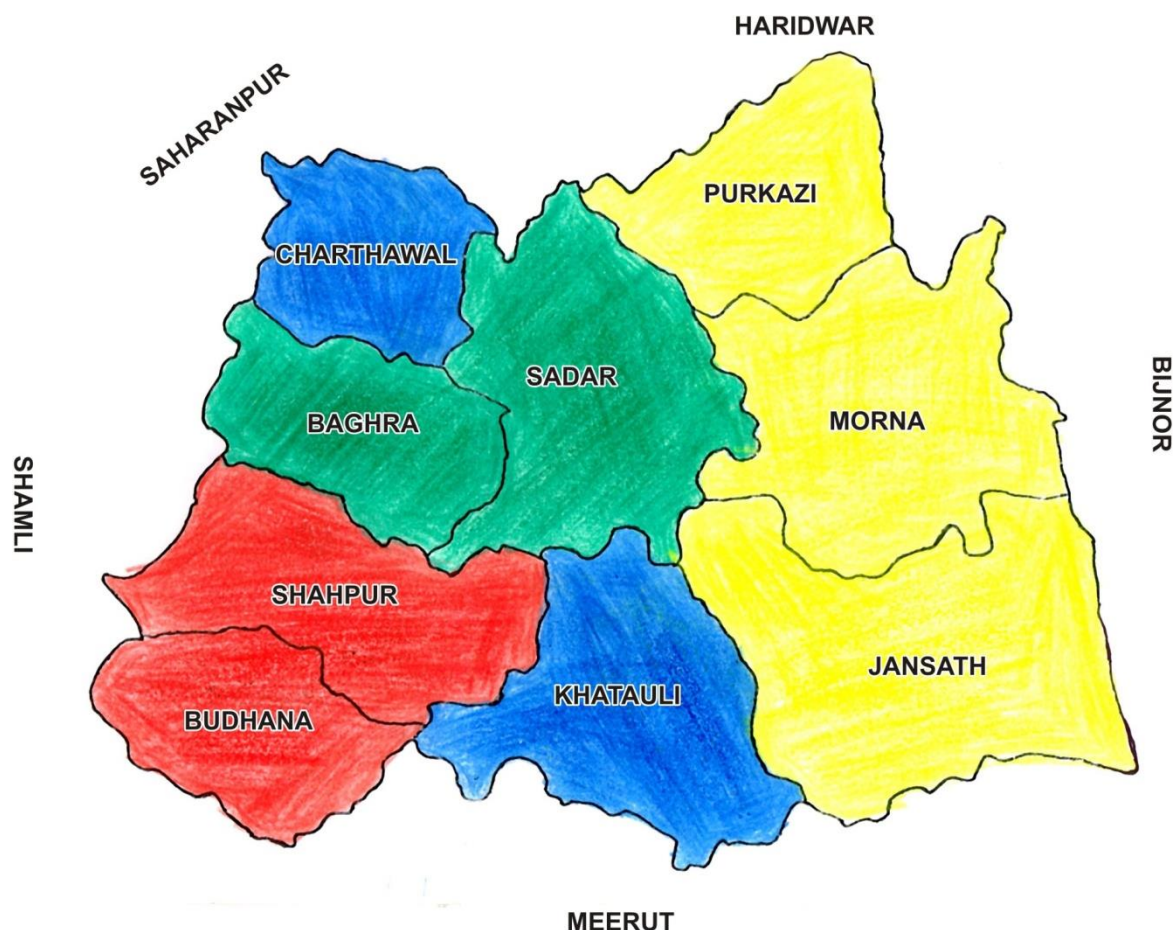 HARIDWAR
SAHARANPUR
PURKAZI
CHARTHAWAL
SADAR
BIJNOR
BAGHRA
MORNA
SHAMLI
SHAHPUR
JANSATH
KHATAULI
BUDHANA
MEERUT